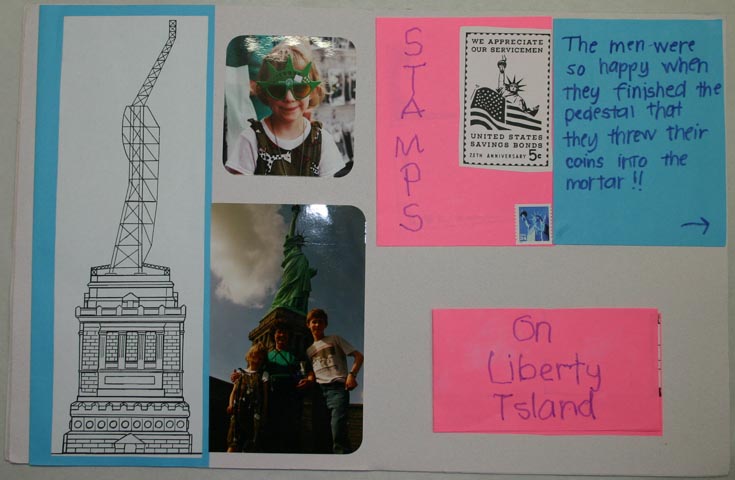 STAMPS
WE APPRECIATE
OUR SERVICEMEN
UNITED STATES
SAVINGS BONDS
25TH ANNIVERSARY 5c
The men were
so happy when
they finished the
pedestal that
they threw their
coins into the
mortar!!
On
Liberty
Island